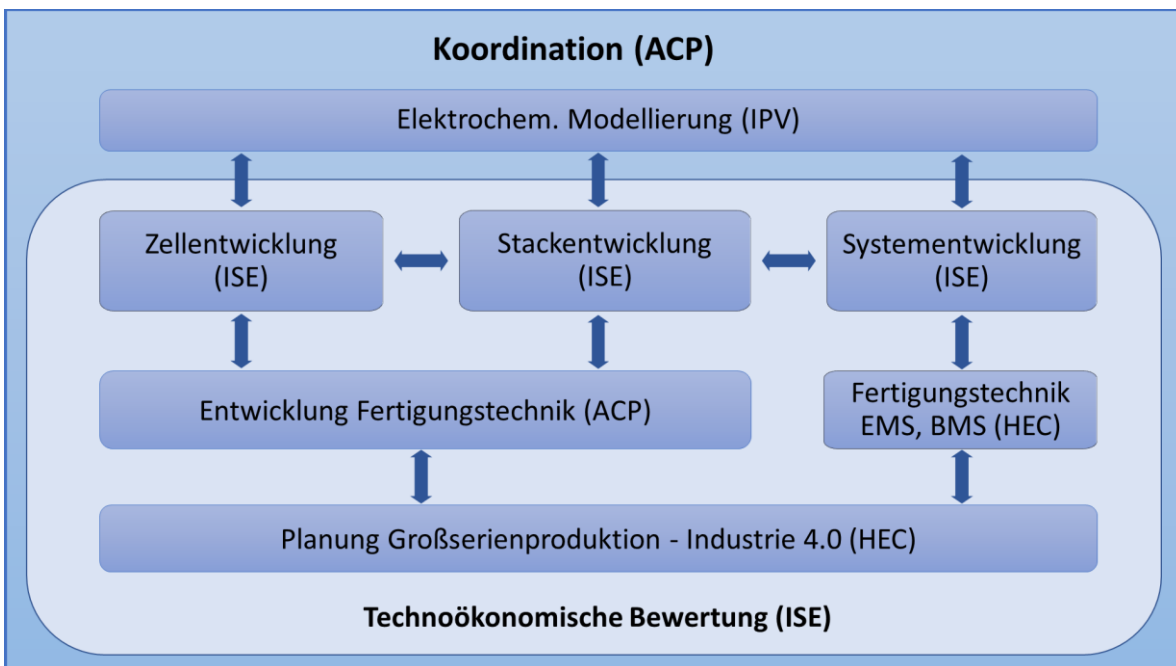 Koordination (ACP)
Elektrochem. Modellierung (IPV)
Zellentwicklung
(ISE)
Stackentwicklung
(ISE)
Systementwicklung
(ISE)
Entwicklung Fertigungstechnik (ACP)
Fertigungstechnik
EMS, BMS (HEC)
Planung Großserienproduktion - Industrie 4.0 (HEC)
Technoökonomische Bewertung (ISE)